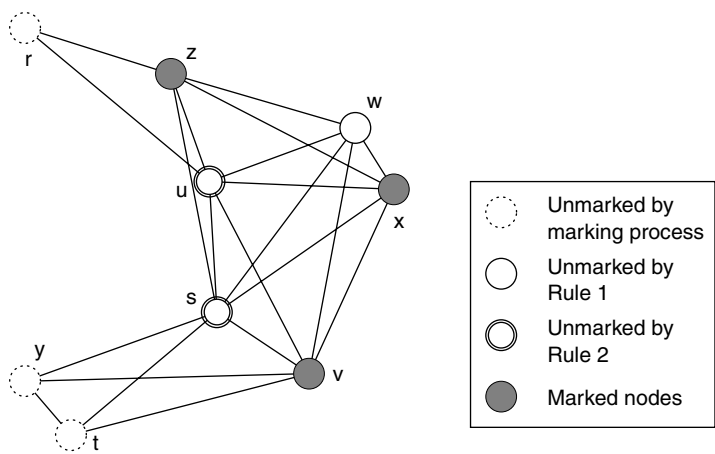 r
z
w
u
x
s
y
v
t
Unmarked by
marking process
Unmarked by
Rule 1
Unmarked by
Rule 2
Marked nodes